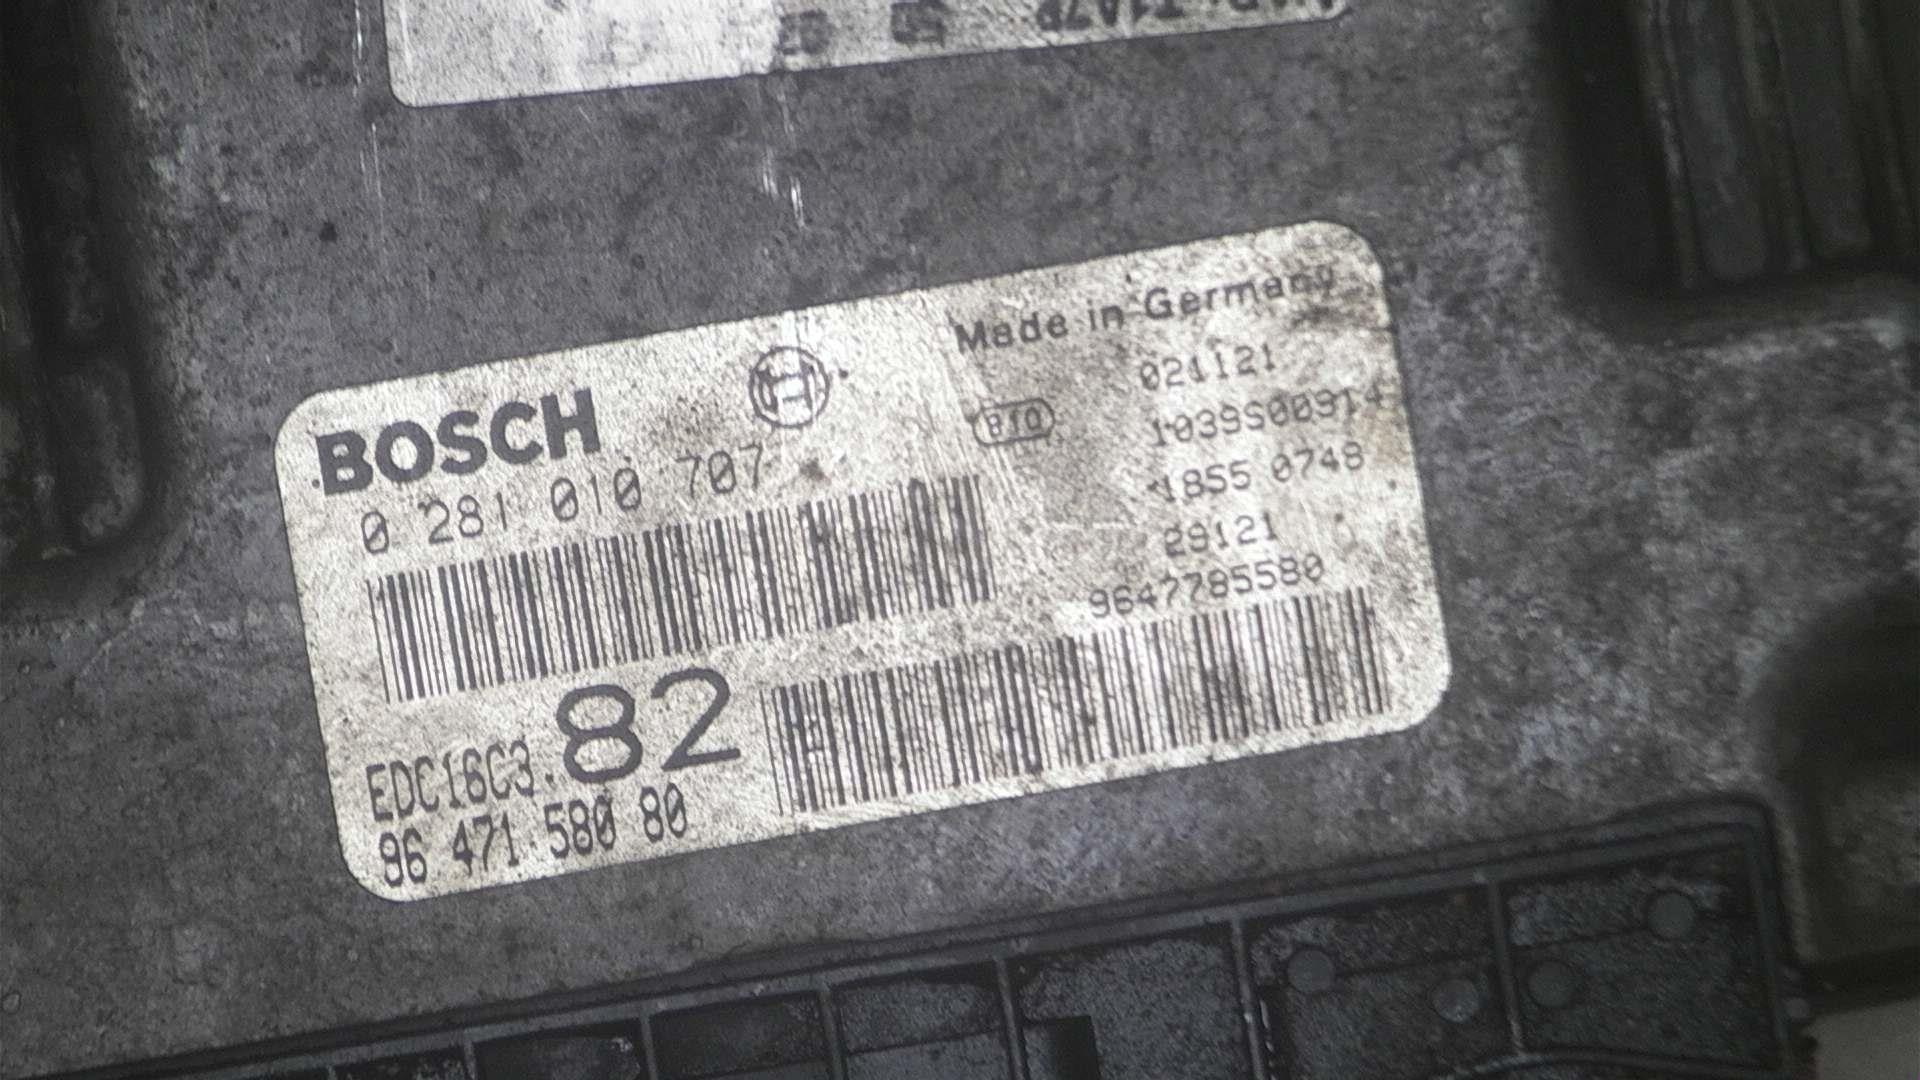 BOSCH
0 281 010 707
EDC16C3.82
96 471 580 80
Made in Germany
021121
1039S00914
1855 0748
29121
9647785580